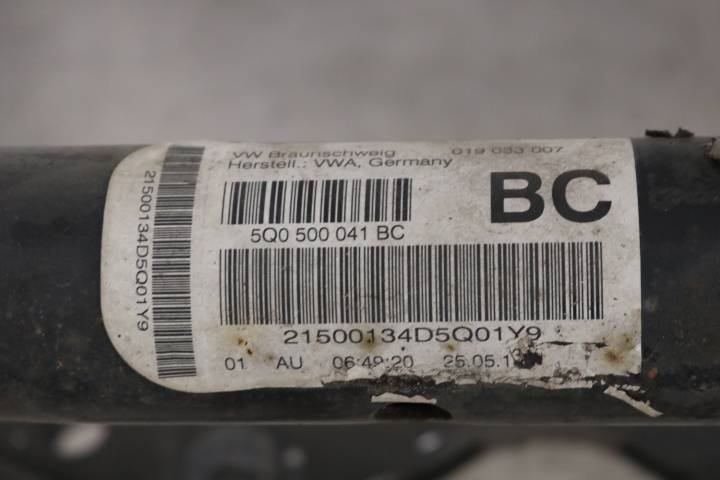 VW Braunschweig 019 033 007
Herstell.: VWA, Germany
BC
5Q0 500 041 BC
21500134D5Q01Y9
21500134D5Q01Y9
01 AU 06:49:20